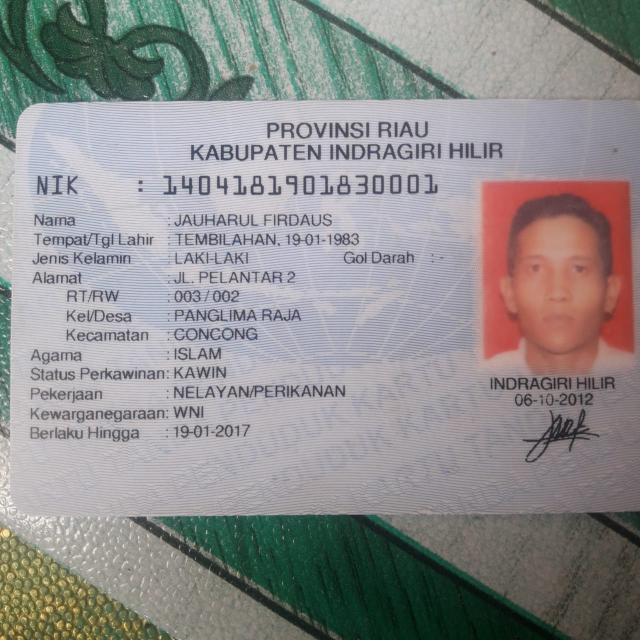 PROVINSI RIAU
KABUPATEN INDRAGIRI HILIR
NIK : 1404181901830001
Nama : JAUHARUL FIRDAUS
Tempat/Tgl Lahir : TEMBILAHAN, 19-01-1983
Jenis Kelamin : LAKI-LAKI Gol Darah : -
Alamat : JL. PELANTAR 2
RT/RW : 003 / 002
Kel/Desa : PANGLIMA RAJA
Kecamatan : CONCONG
Agama : ISLAM
Status Perkawinan: KAWIN
Pekerjaan : NELAYAN/PERIKANAN
Kewarganegaraan: WNI
Berlaku Hingga : 19-01-2017
INDRAGIRI HILIR
06-10-2012